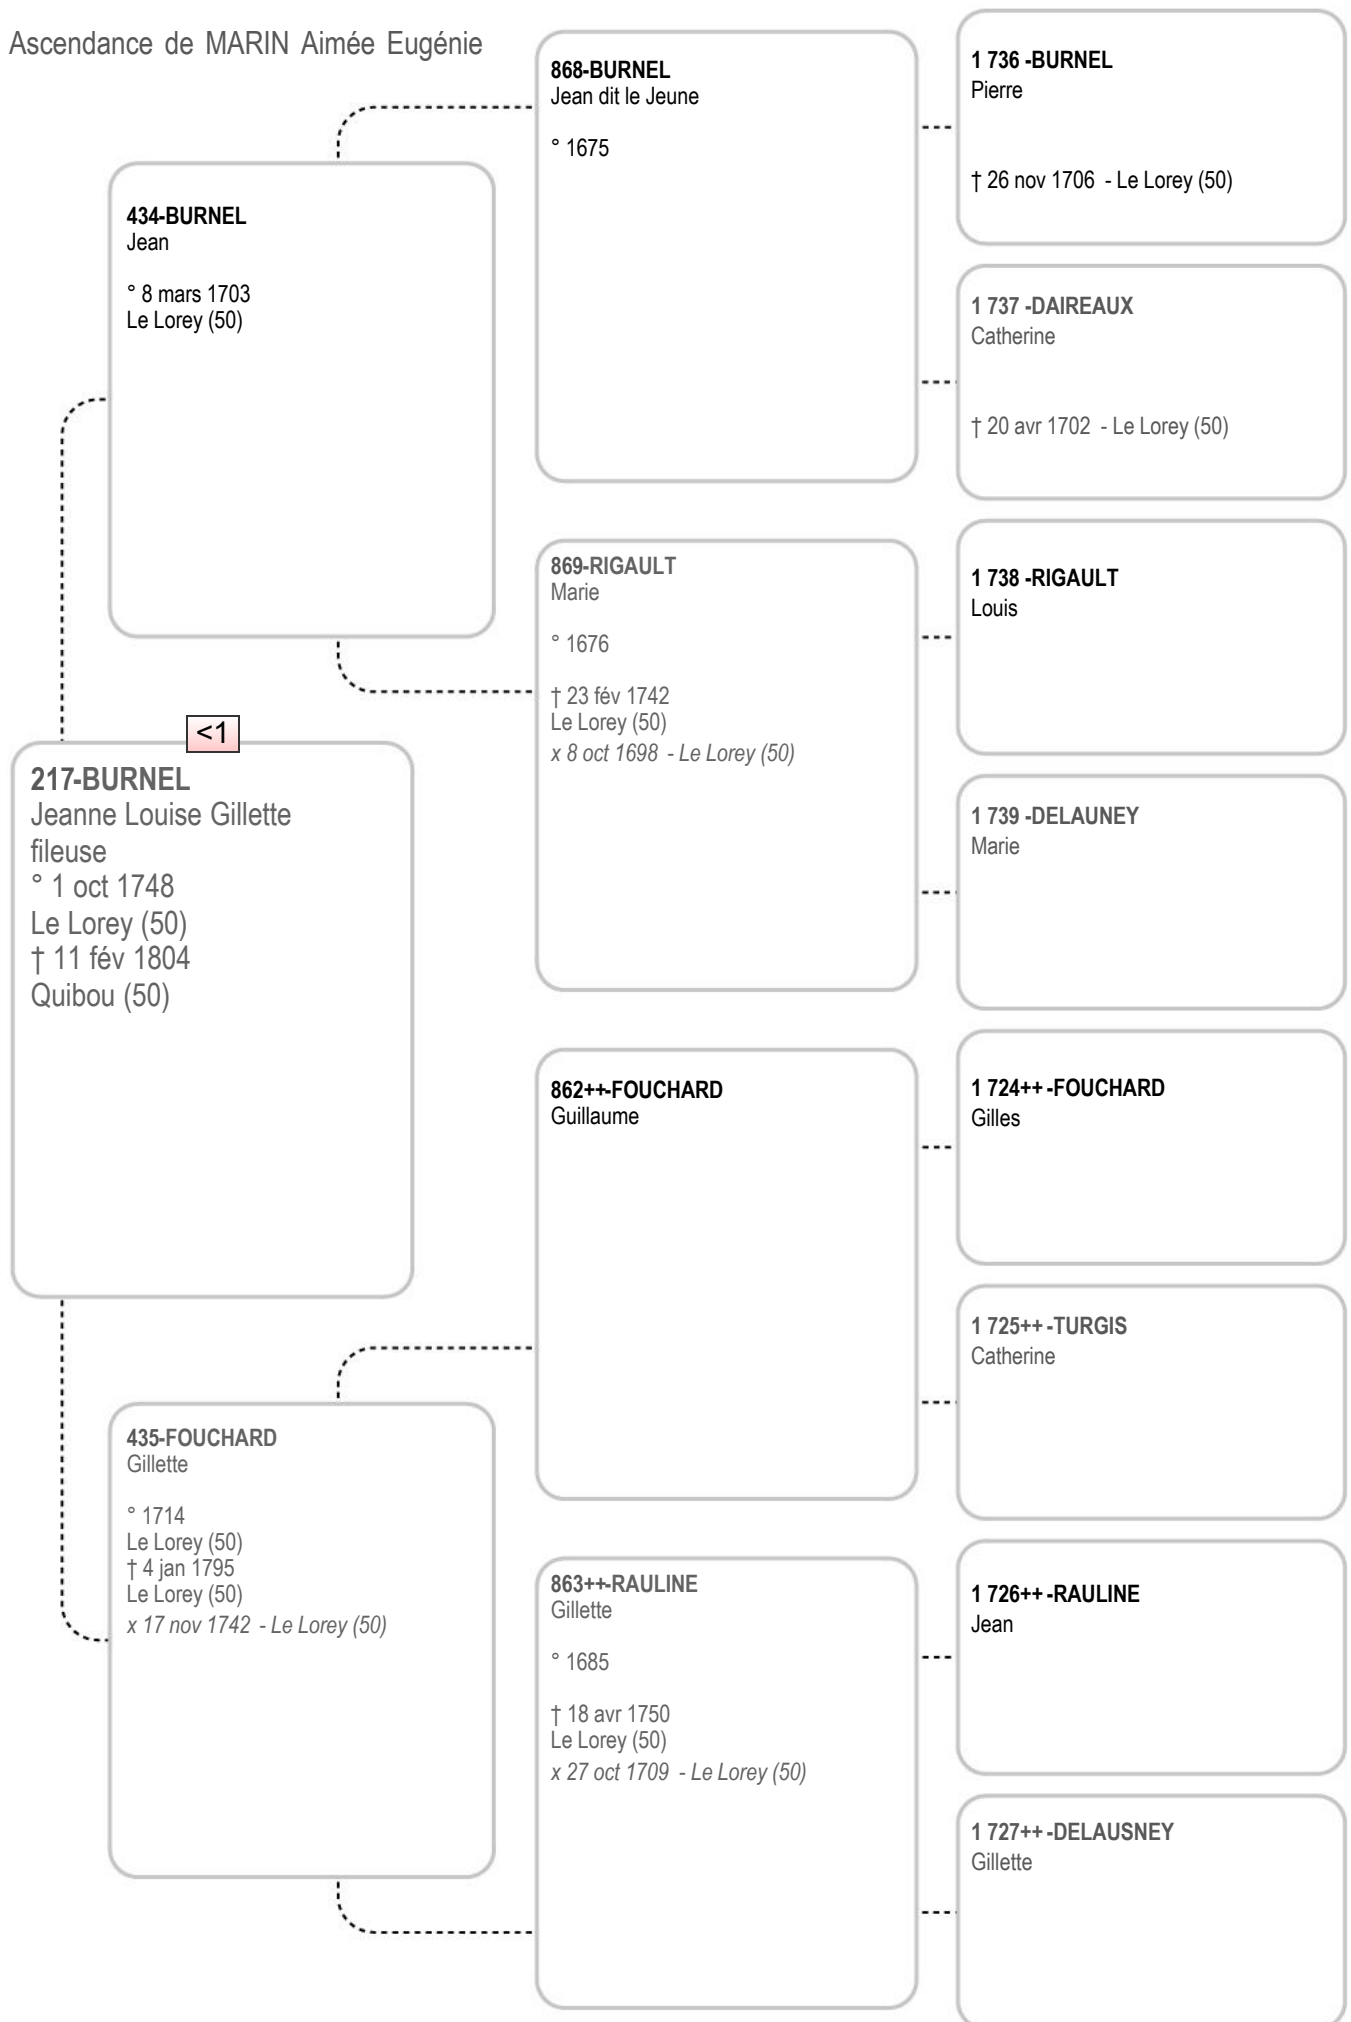 Ascendance de MARIN Aimée Eugénie
<1
217-BURNEL
Jeanne Louise Gillette
fileuse
° 1 oct 1748
Le Lorey (50)
† 11 fév 1804
Quibou (50)
434-BURNEL
Jean
° 8 mars 1703
Le Lorey (50)
435-FOUCHARD
Gillette
° 1714
Le Lorey (50)
† 4 jan 1795
Le Lorey (50)
x 17 nov 1742 - Le Lorey (50)
868-BURNEL
Jean dit le Jeune
° 1675
869-RIGAULT
Marie
° 1676
† 23 fév 1742
Le Lorey (50)
x 8 oct 1698 - Le Lorey (50)
862++-FOUCHARD
Guillaume
863++-RAULINE
Gillette
° 1685
† 18 avr 1750
Le Lorey (50)
x 27 oct 1709 - Le Lorey (50)
1 736 -BURNEL
Pierre
† 26 nov 1706 - Le Lorey (50)
1 737 -DAIREAUX
Catherine
† 20 avr 1702 - Le Lorey (50)
1 738 -RIGAULT
Louis
1 739 -DELAUNEY
Marie
1 724++ -FOUCHARD
Gilles
1 725++ -TURGIS
Catherine
1 726++ -RAULINE
Jean
1 727++ -DELAUSNEY
Gillette